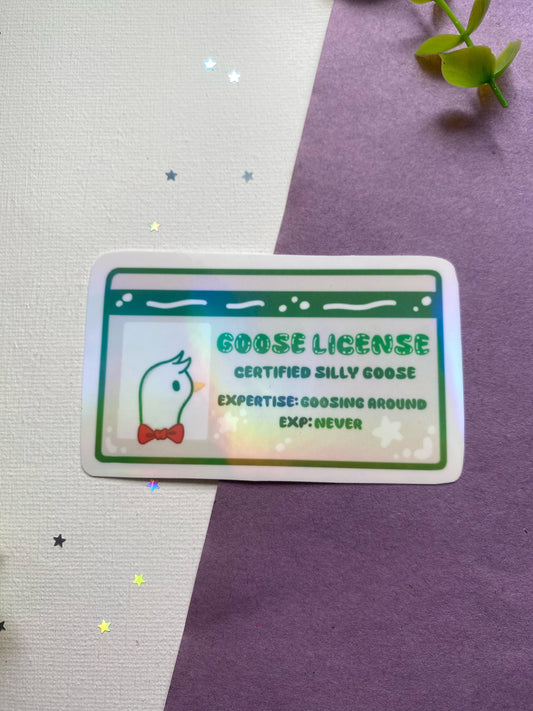 GOOSE LICENSE
CERTIFIED SILLY GOOSE
EXPERTISE: GOOSING AROUND
EXP: NEVER